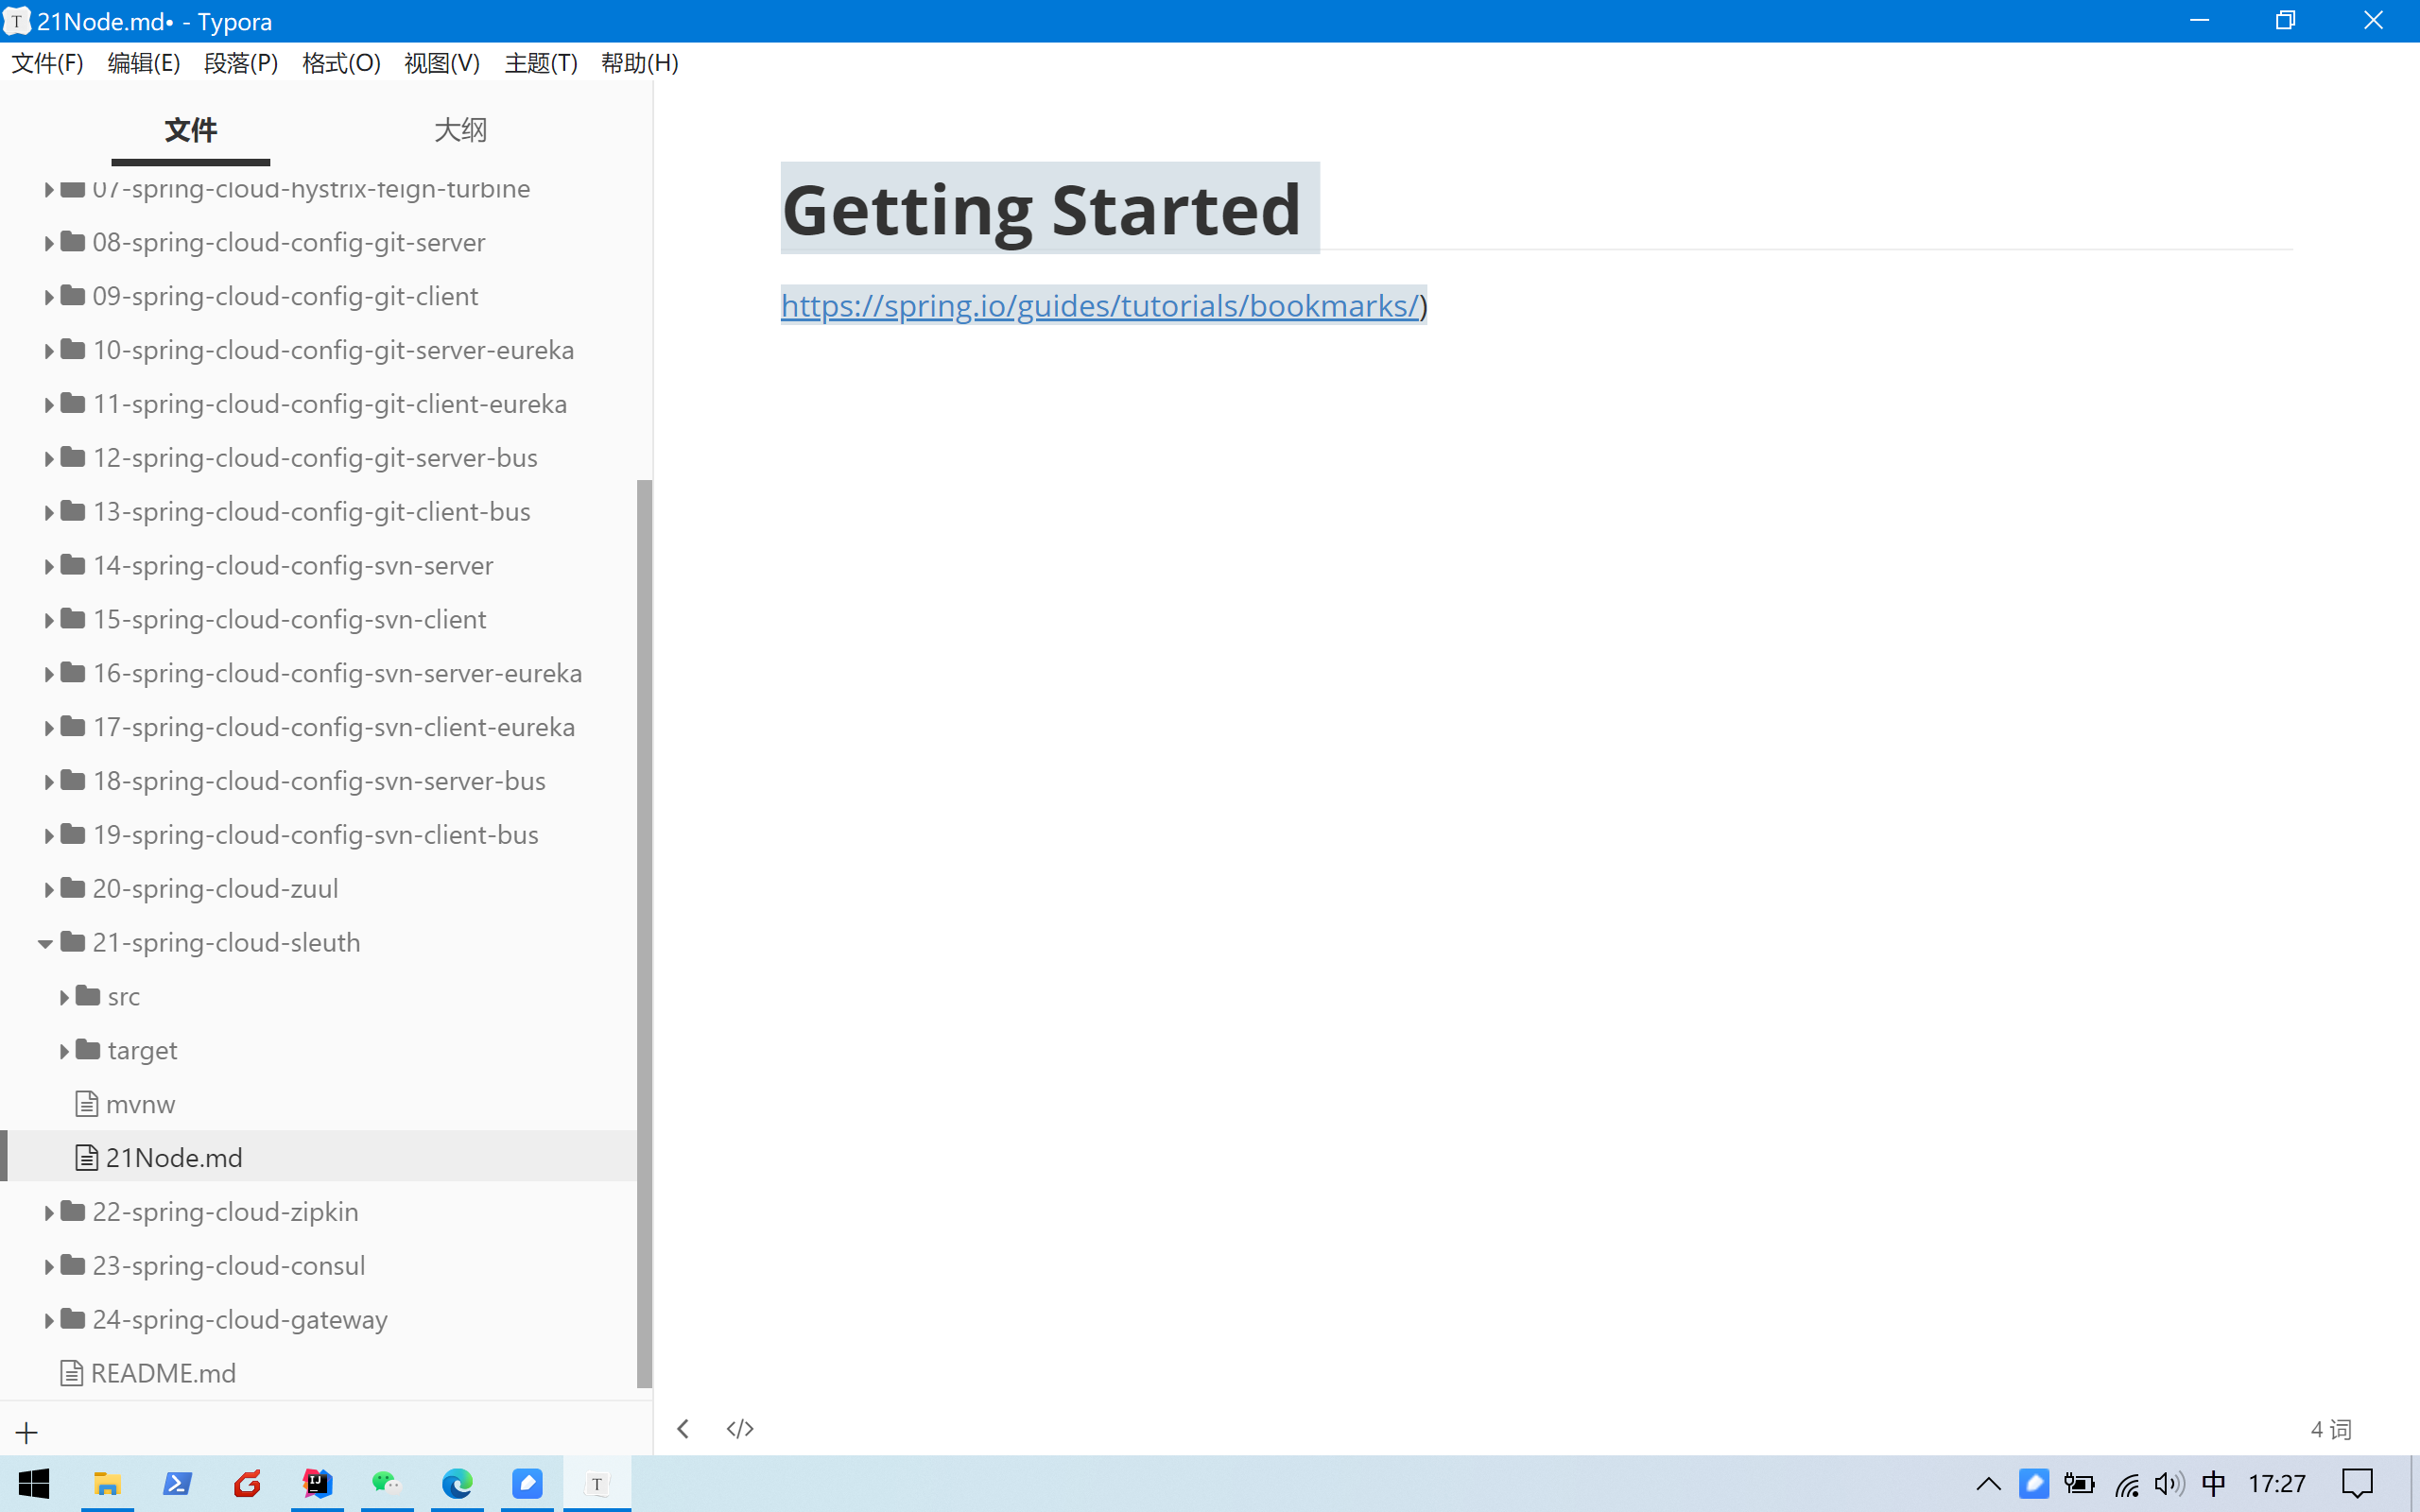 21Node.md• - Typora
文件(F) 编辑(E) 段落(P) 格式(O) 视图(V) 主题(T) 帮助(H)
文件 大纲
07-spring-cloud-hystrix-feign-turbine
08-spring-cloud-config-git-server
09-spring-cloud-config-git-client
10-spring-cloud-config-git-server-eureka
11-spring-cloud-config-git-client-eureka
12-spring-cloud-config-git-server-bus
13-spring-cloud-config-git-client-bus
14-spring-cloud-config-svn-server
15-spring-cloud-config-svn-client
16-spring-cloud-config-svn-server-eureka
17-spring-cloud-config-svn-client-eureka
18-spring-cloud-config-svn-server-bus
19-spring-cloud-config-svn-client-bus
20-spring-cloud-zuul
21-spring-cloud-sleuth
src
target
mvnw
21Node.md
22-spring-cloud-zipkin
23-spring-cloud-consul
24-spring-cloud-gateway
README.md
Getting Started
https://spring.io/guides/tutorials/bookmarks/)
4 词
中 17:27